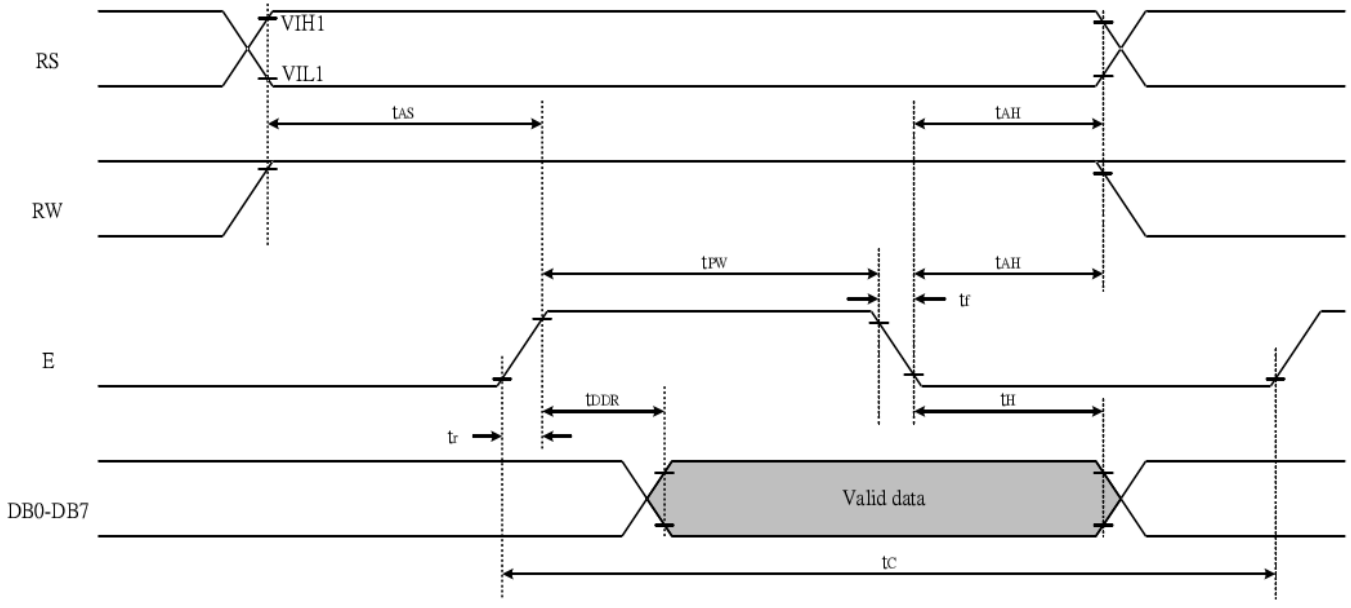 VIH1
RS
VIL1
tAS
tAH
RW
tPW
tAH
tf
E
tDDR
tH
tr
Valid data
DB0-DB7
tC